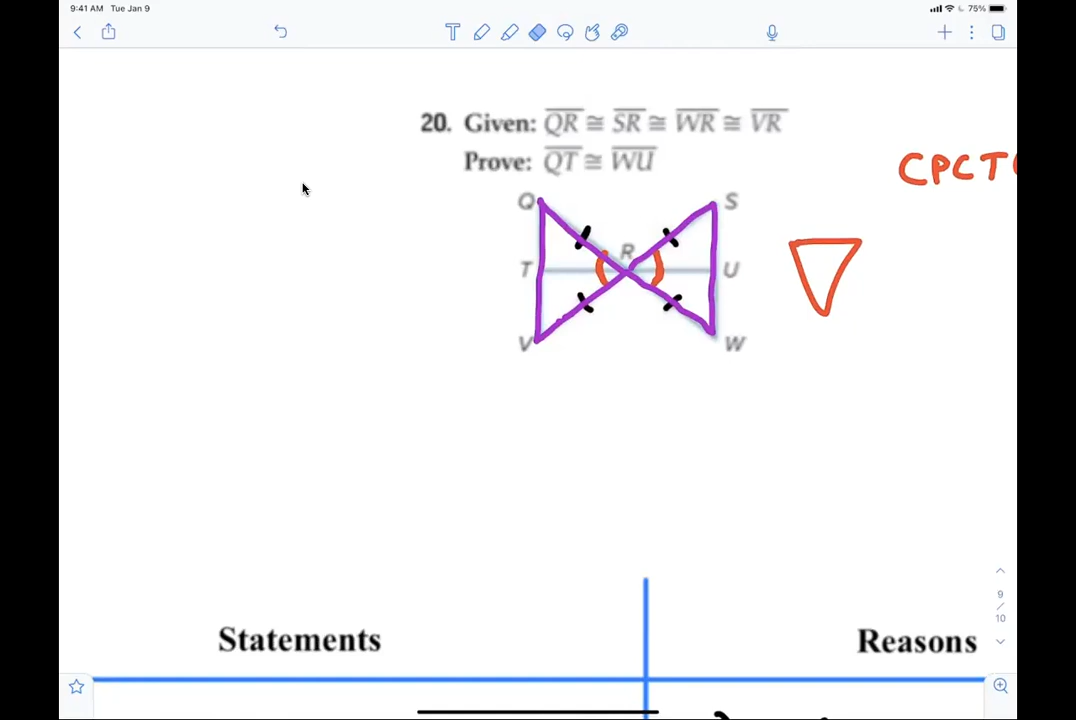 9:41 AM Tue Jan 9
75%
20. Given: QR ≅ SR ≅ WR ≅ VR
Prove: QT ≅ WU
CPCT
Q S
R
T U
V W
9
/
10
Statements Reasons